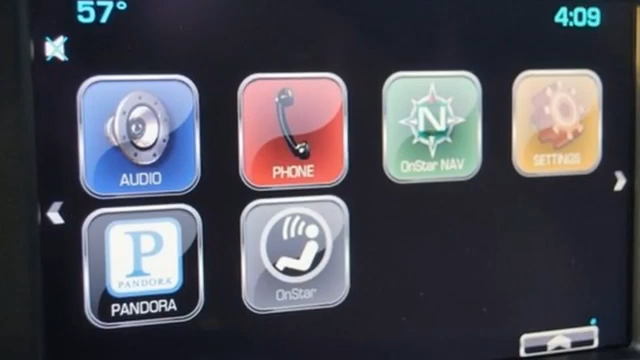 57°
4:09
AUDIO
PHONE
OnStar NAV
SETTINGS
P
PANDORA
PANDORA
OnStar